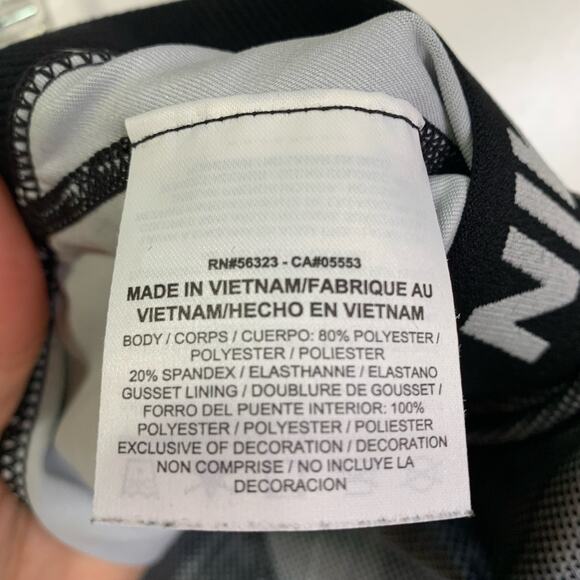 RN#56323 - CA#05553
MADE IN VIETNAM/FABRIQUE AU
VIETNAM/HECHO EN VIETNAM
BODY / CORPS / CUERPO: 80% POLYESTER /
POLYESTER / POLIESTER
20% SPANDEX / ELASTHANNE / ELASTANO
GUSSET LINING / DOUBLURE DE GOUSSET /
FORRO DEL PUENTE INTERIOR: 100%
POLYESTER / POLYESTER / POLIESTER
EXCLUSIVE OF DECORATION / DECORATION
NON COMPRISE / NO INCLUYE LA
DECORACION